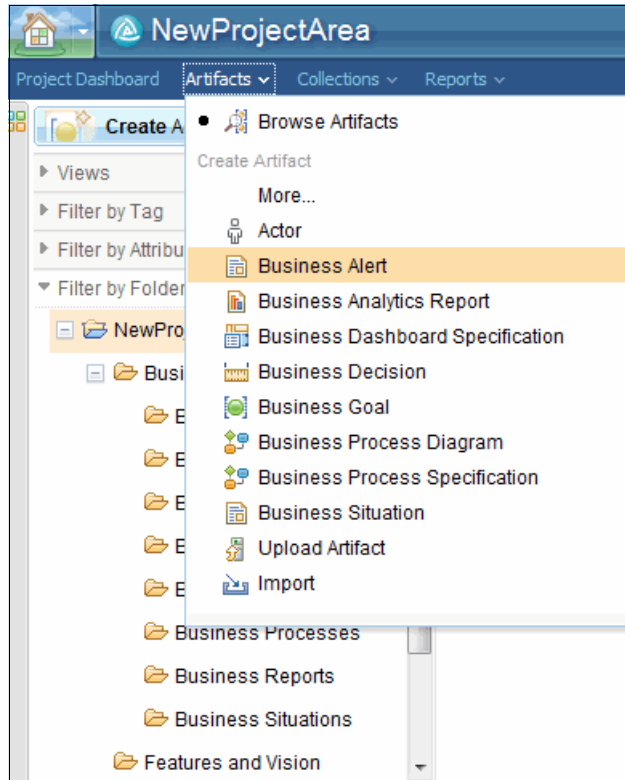 NewProjectArea
Project Dashboard Artifacts Collections Reports
Create A
Browse Artifacts
Create Artifact
More...
Actor
Business Alert
Business Analytics Report
Business Dashboard Specification
Business Decision
Business Goal
Business Process Diagram
Business Process Specification
Business Situation
Upload Artifact
Import
Views
Filter by Tag
Filter by Attribu
Filter by Folder
NewPro
Busi
E
E
E
E
E
Business Processes
Business Reports
Business Situations
Features and Vision